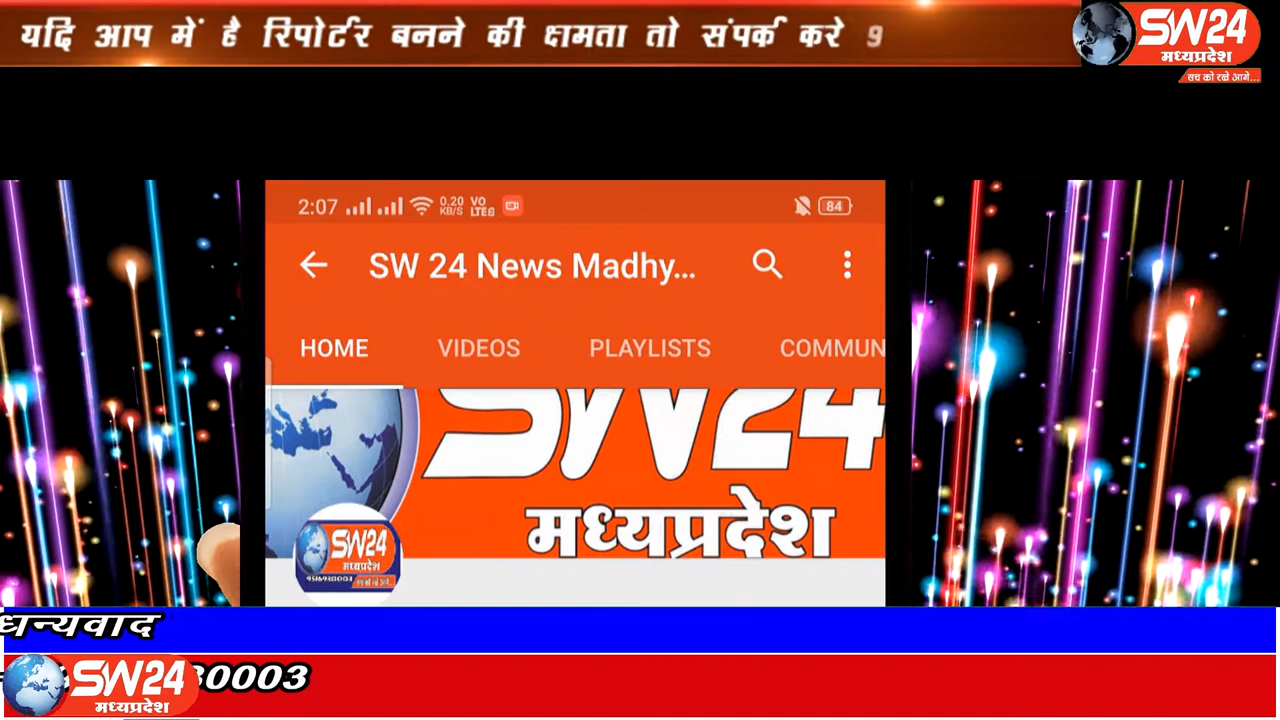 यदि आप में है रिपोर्टर बनने की क्षमता तो संपर्क करे 9
SW24
मध्यप्रदेश
सच को रखे आगे...
2:07 0.20 KB/S VO LTE 84
SW 24 News Madhy...
HOME VIDEOS PLAYLISTS COMMUN
SW24
मध्यप्रदेश
SW24
मध्यप्रदेश
धन्यवाद
SW24 30003
मध्यप्रदेश